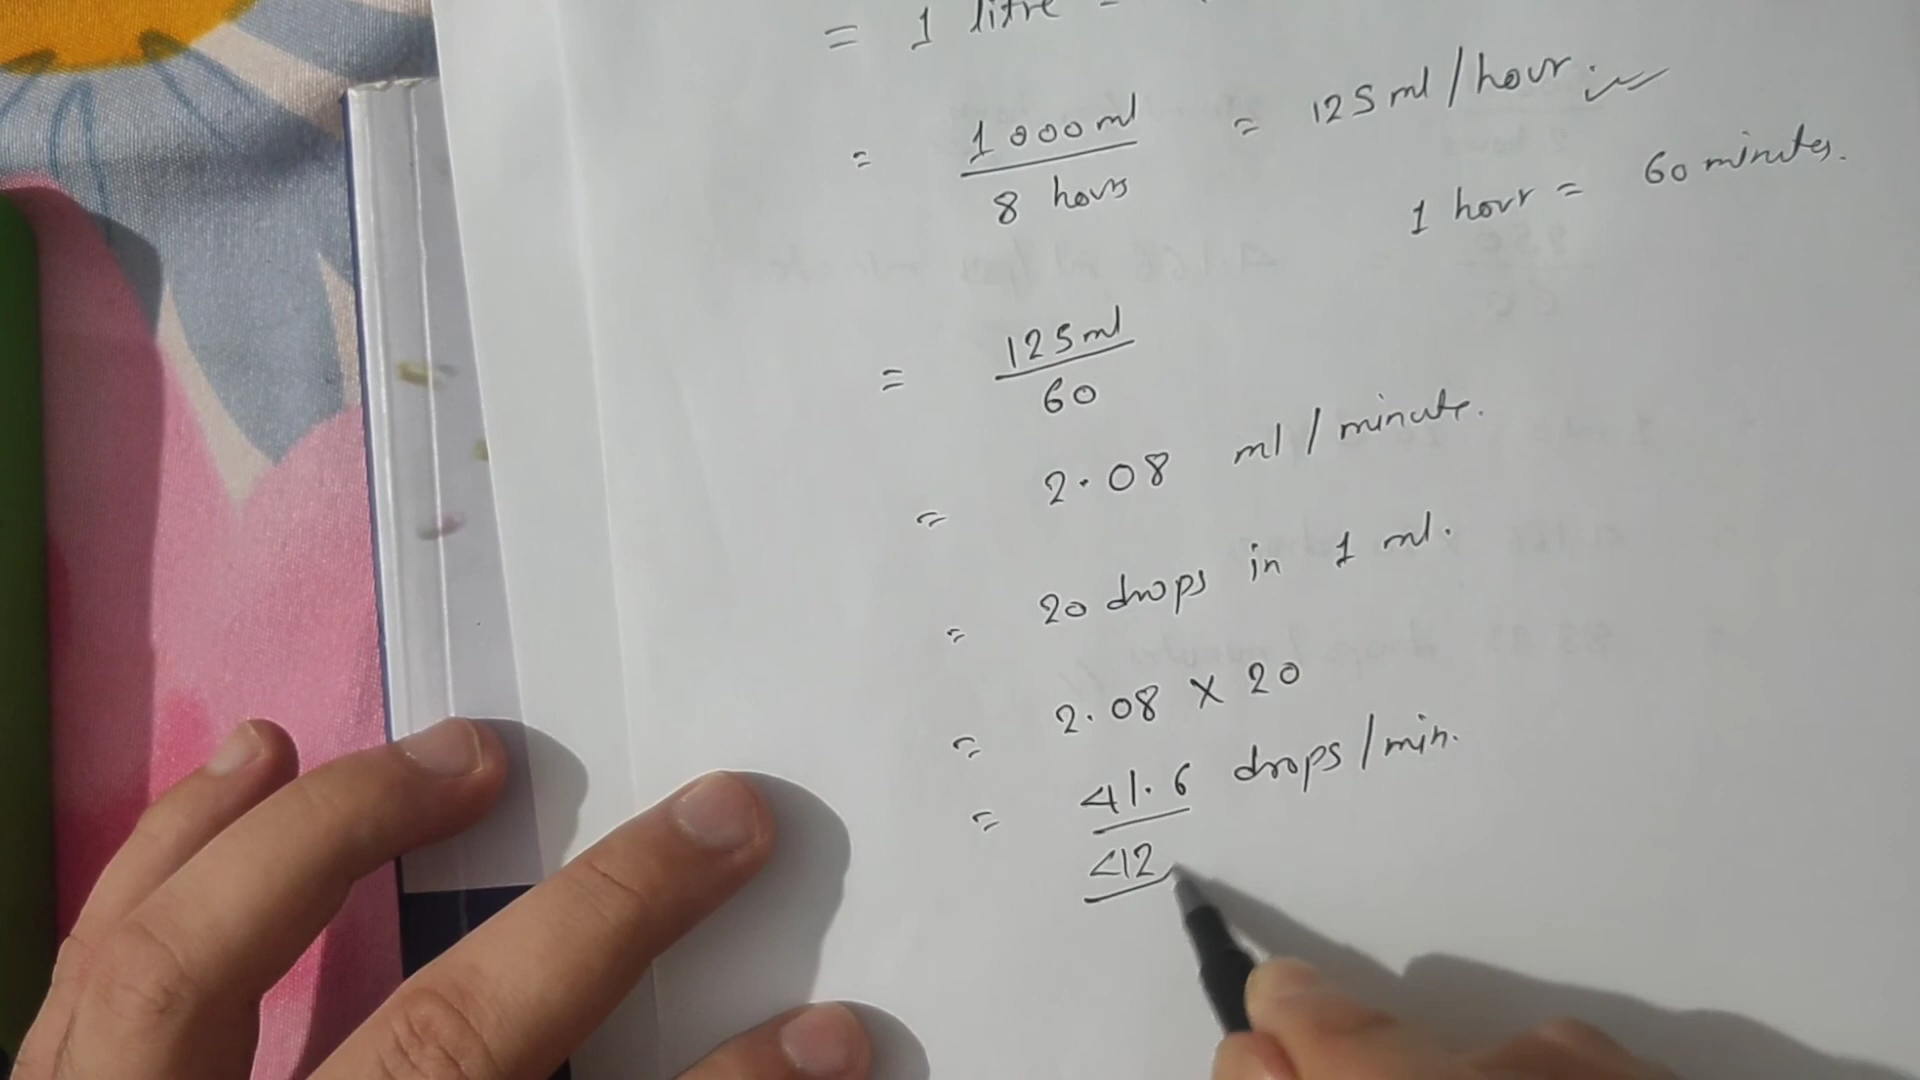 = 1 litre =
= 1000 ml / 8 hours = 125 ml / hour.
1 hour = 60 minutes.
= 125 ml / 60
= 2.08 ml / minute.
= 20 drops in 1 ml.
= 2.08 X 20
= 41.6 drops / min.
42